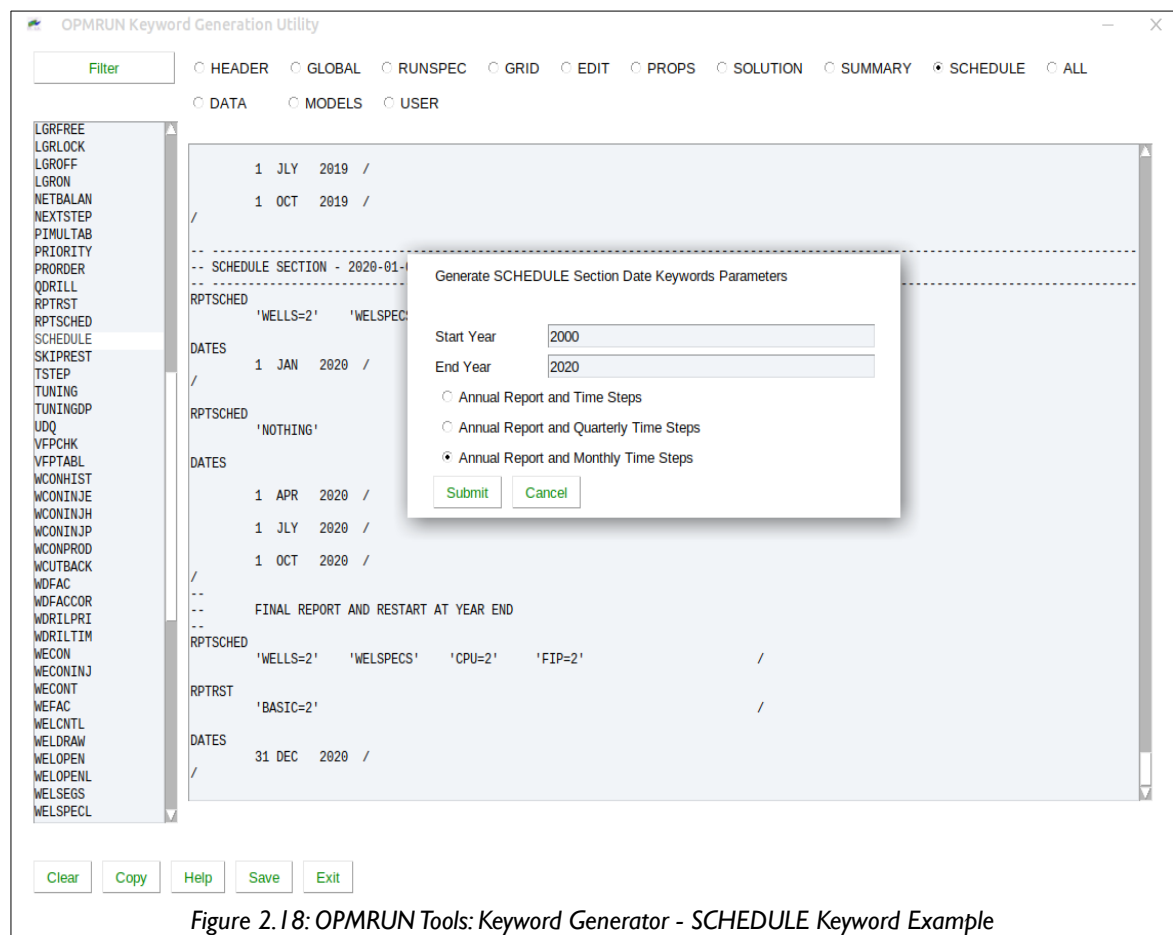 OPMRUN Keyword Generation Utility
Filter
HEADER GLOBAL RUNSPEC GRID EDIT PROPS SOLUTION SUMMARY SCHEDULE ALL
DATA MODELS USER
LGRFREE
LGRLOCK
LGROFF
LGRON
NETBALAN
NEXTSTEP
PIMULTAB
PRIORITY
PRORDER
QDRILL
RPTRST
RPTSCHED
SCHEDULE
SKIPREST
TSTEP
TUNING
TUNINGDP
UDQ
VFPCHK
VFPTABL
WCONHIST
WCONINJE
WCONINJH
WCONINJP
WCONPROD
WCUTBACK
WDFAC
WDFACCOR
WDRILPRI
WDRILTIM
WECON
WECONINJ
WECONT
WEFAC
WELCNTL
WELDRAW
WELOPEN
WELOPENL
WELSEGS
WELSPECL
1 JLY 2019 /
1 OCT 2019 /
/
-- ----------------------------------------------------------------
-- SCHEDULE SECTION - 2020-01-
-- ----------------------------------------------------------------
RPTSCHED
'WELLS=2' 'WELSPECS
DATES
1 JAN 2020 /
/
RPTSCHED
'NOTHING'
DATES
1 APR 2020 /
1 JLY 2020 /
1 OCT 2020 /
/
--
-- FINAL REPORT AND RESTART AT YEAR END
--
RPTSCHED
'WELLS=2' 'WELSPECS' 'CPU=2' 'FIP=2' /
RPTRST
'BASIC=2' /
DATES
31 DEC 2020 /
/
Generate SCHEDULE Section Date Keywords Parameters
Start Year 2000
End Year 2020
Annual Report and Time Steps
Annual Report and Quarterly Time Steps
Annual Report and Monthly Time Steps
Submit Cancel
Clear Copy Help Save Exit
Figure 2.18: OPMRUN Tools: Keyword Generator - SCHEDULE Keyword Example